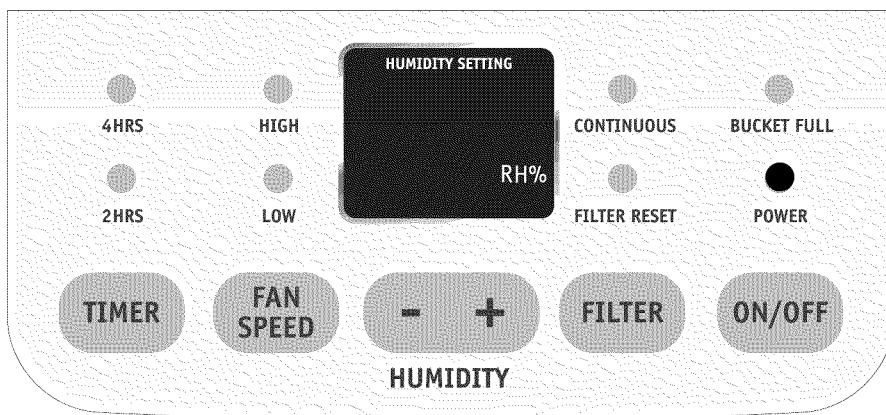 HUMIDITY SETTING
RH%
4HRS
HIGH
CONTINUOUS
BUCKET FULL
2HRS
LOW
FILTER RESET
POWER
TIMER
FAN
SPEED
- +
FILTER
ON/OFF
HUMIDITY